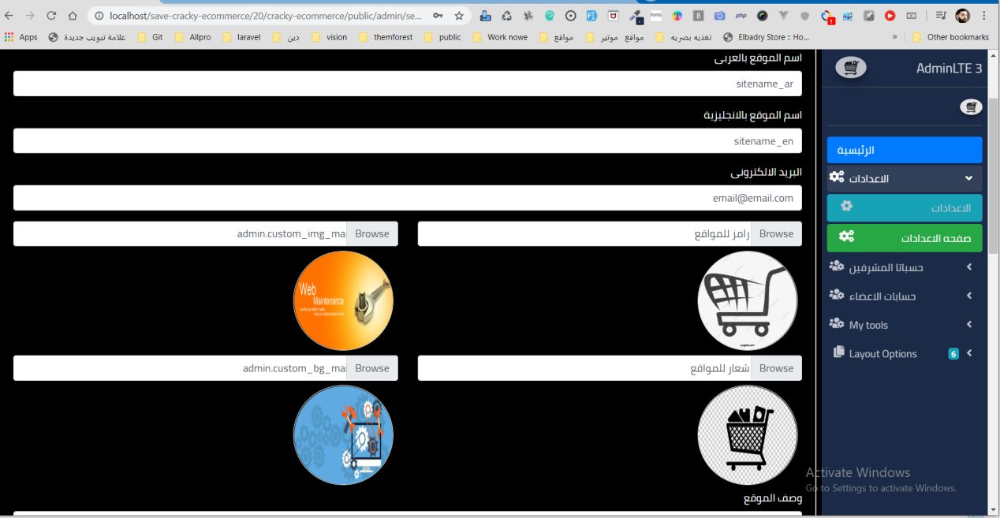 localhost/save-cracky-ecommerce/20/cracky-ecommerce/public/admin/se...
Apps
علامة تبويب جديدة
Git
Allpro
laravel
دين
vision
themforest
public
Work nowe
مواقع
مواقع موتير
تغذيه بصريه
Elbadry Store :: Ho...
»
Other bookmarks
AdminLTE 3
الرئيسية
الاعدادات
الاعدادات
صفحه الاعدادات
حسباتا المشرفين
حسابات الاعضاء
My tools
Layout Options 6
اسم الموقع بالعربى
sitename_ar
اسم الموقع بالانجليزية
sitename_en
البريد الالكترونى
email@email.com
رامز للمواقع Browse
admin.custom_img_mai Browse
Web
Maintenance
شعار للمواقع Browse
admin.custom_bg_mai Browse
وصف الموقع
Activate Windows
Go to Settings to activate Windows.